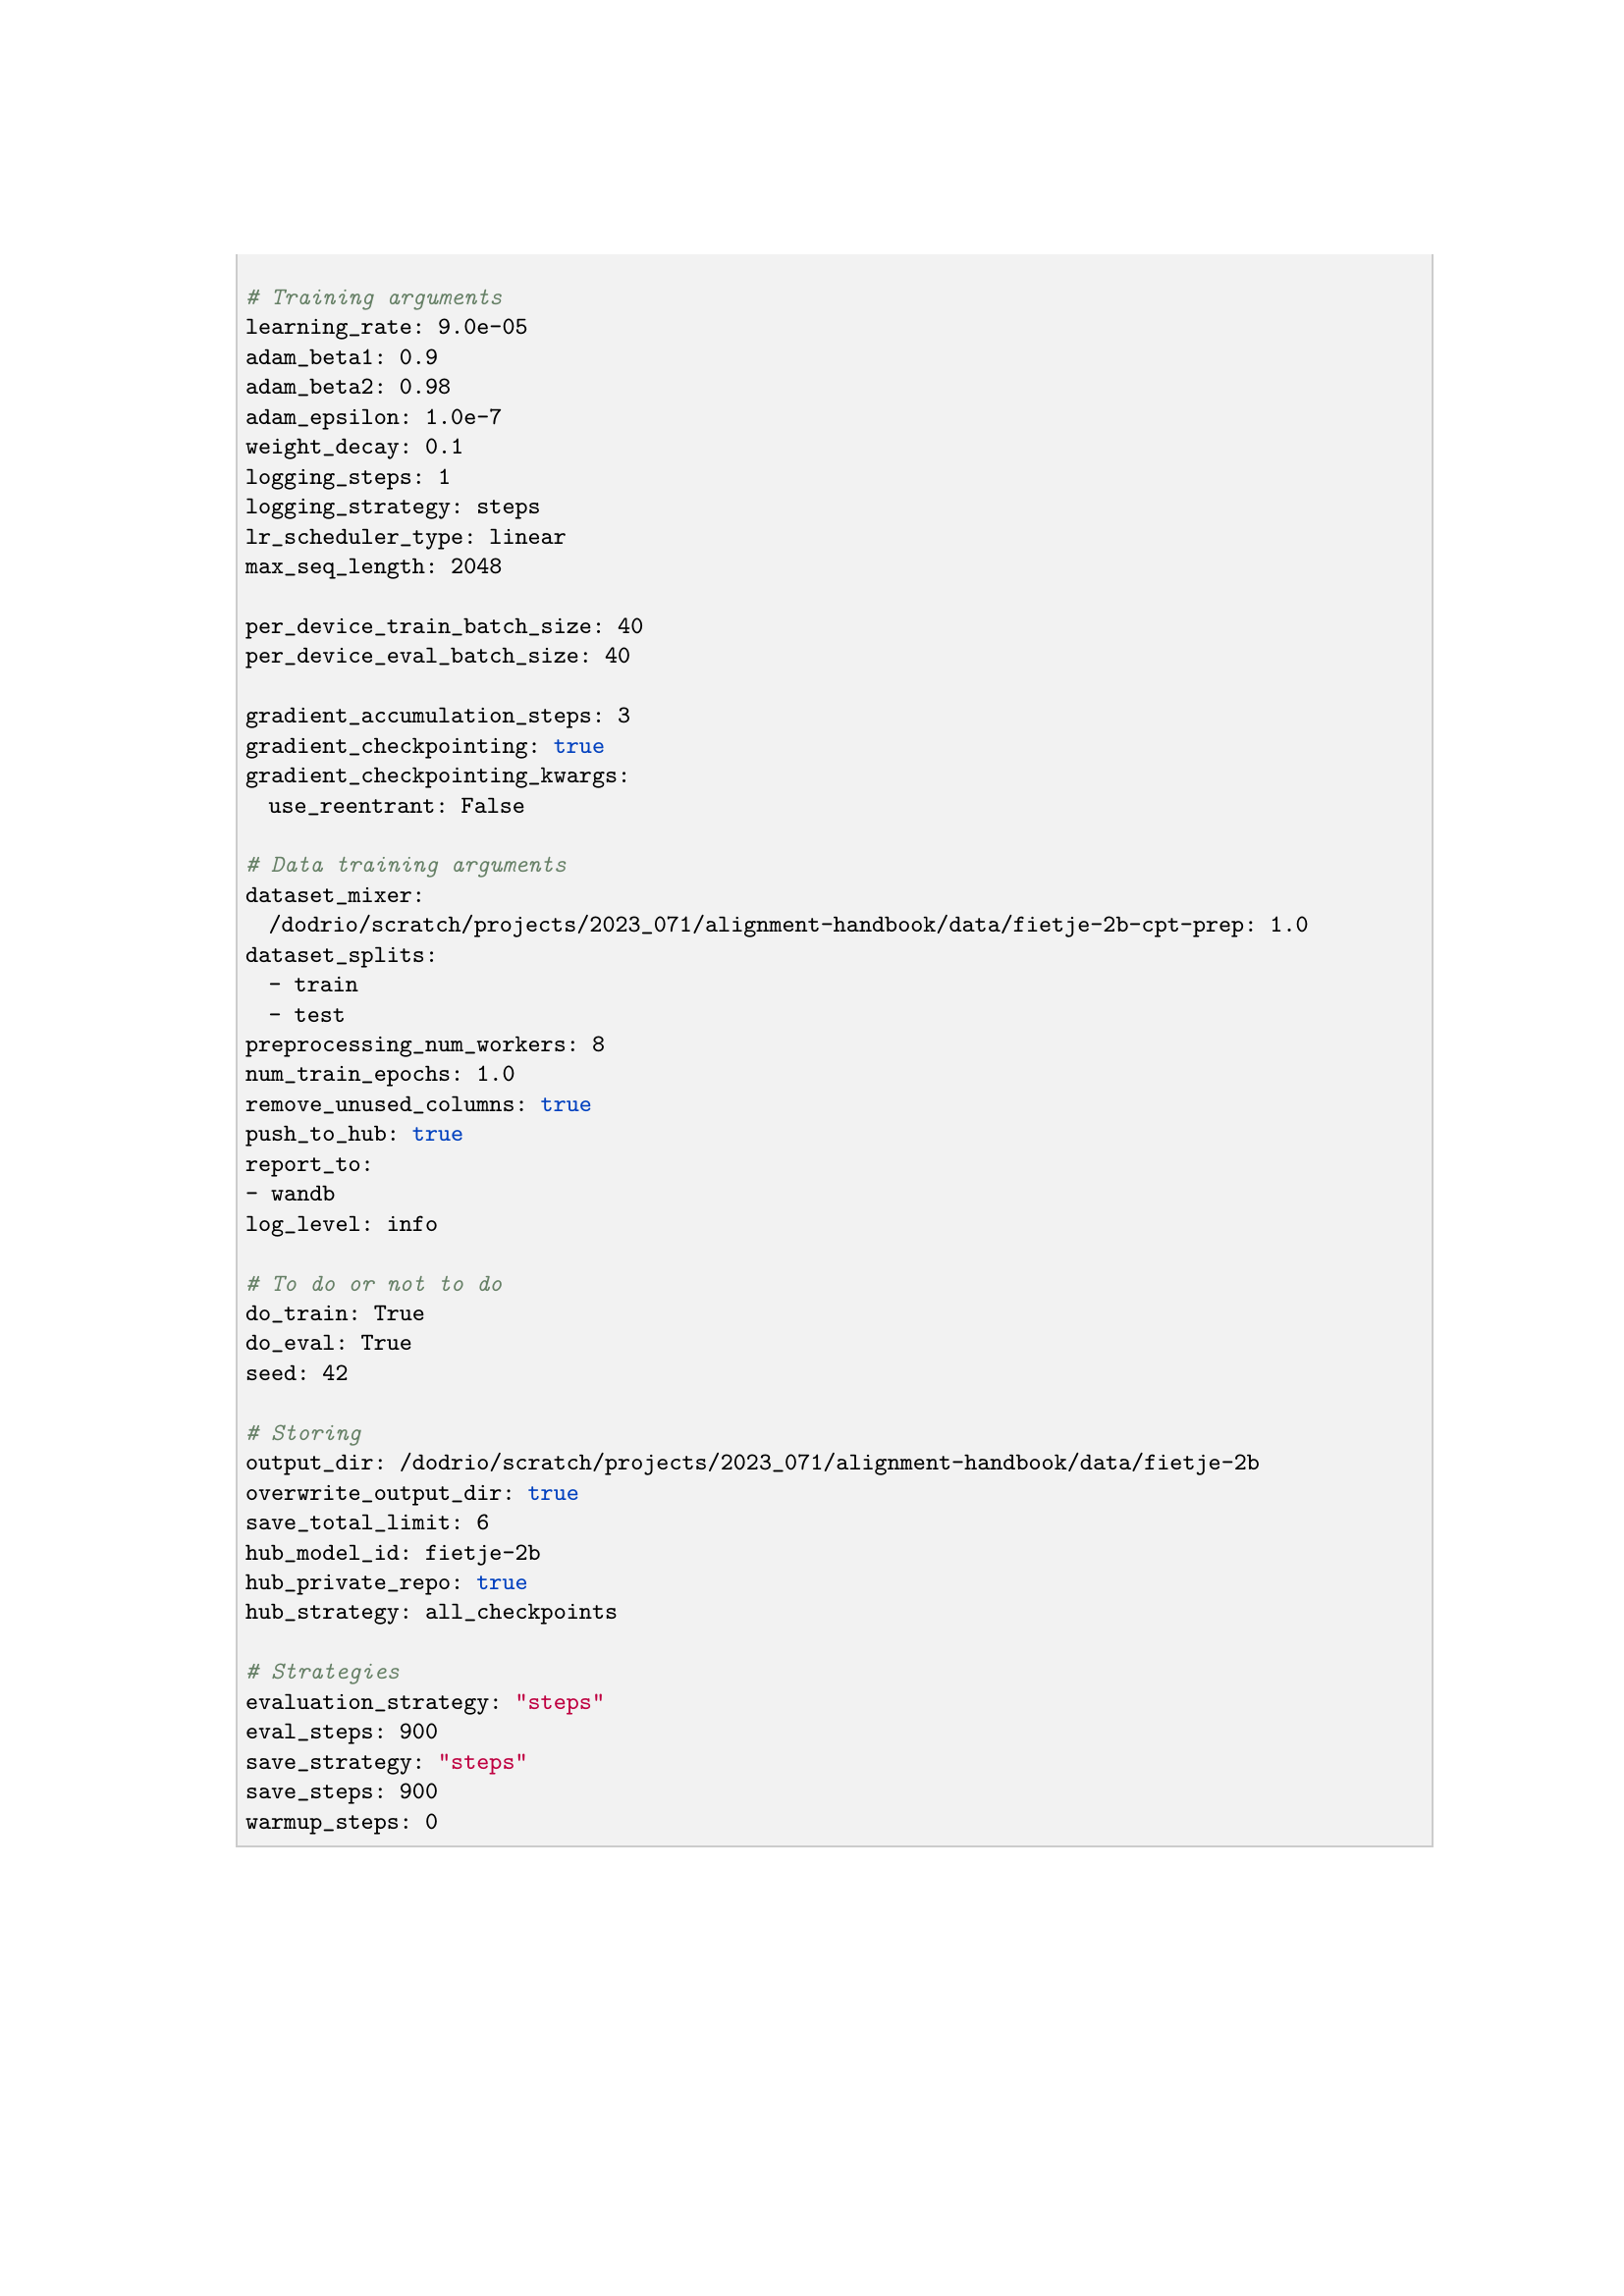 # Training arguments
learning_rate: 9.0e-05
adam_beta1: 0.9
adam_beta2: 0.98
adam_epsilon: 1.0e-7
weight_decay: 0.1
logging_steps: 1
logging_strategy: steps
lr_scheduler_type: linear
max_seq_length: 2048

per_device_train_batch_size: 40
per_device_eval_batch_size: 40

gradient_accumulation_steps: 3
gradient_checkpointing: true
gradient_checkpointing_kwargs:
  use_reentrant: False

# Data training arguments
dataset_mixer:
  /dodrio/scratch/projects/2023_071/alignment-handbook/data/fietje-2b-cpt-prep: 1.0
dataset_splits:
  - train
  - test
preprocessing_num_workers: 8
num_train_epochs: 1.0
remove_unused_columns: true
push_to_hub: true
report_to:
- wandb
log_level: info

# To do or not to do
do_train: True
do_eval: True
seed: 42

# Storing
output_dir: /dodrio/scratch/projects/2023_071/alignment-handbook/data/fietje-2b
overwrite_output_dir: true
save_total_limit: 6
hub_model_id: fietje-2b
hub_private_repo: true
hub_strategy: all_checkpoints

# Strategies
evaluation_strategy: "steps"
eval_steps: 900
save_strategy: "steps"
save_steps: 900
warmup_steps: 0